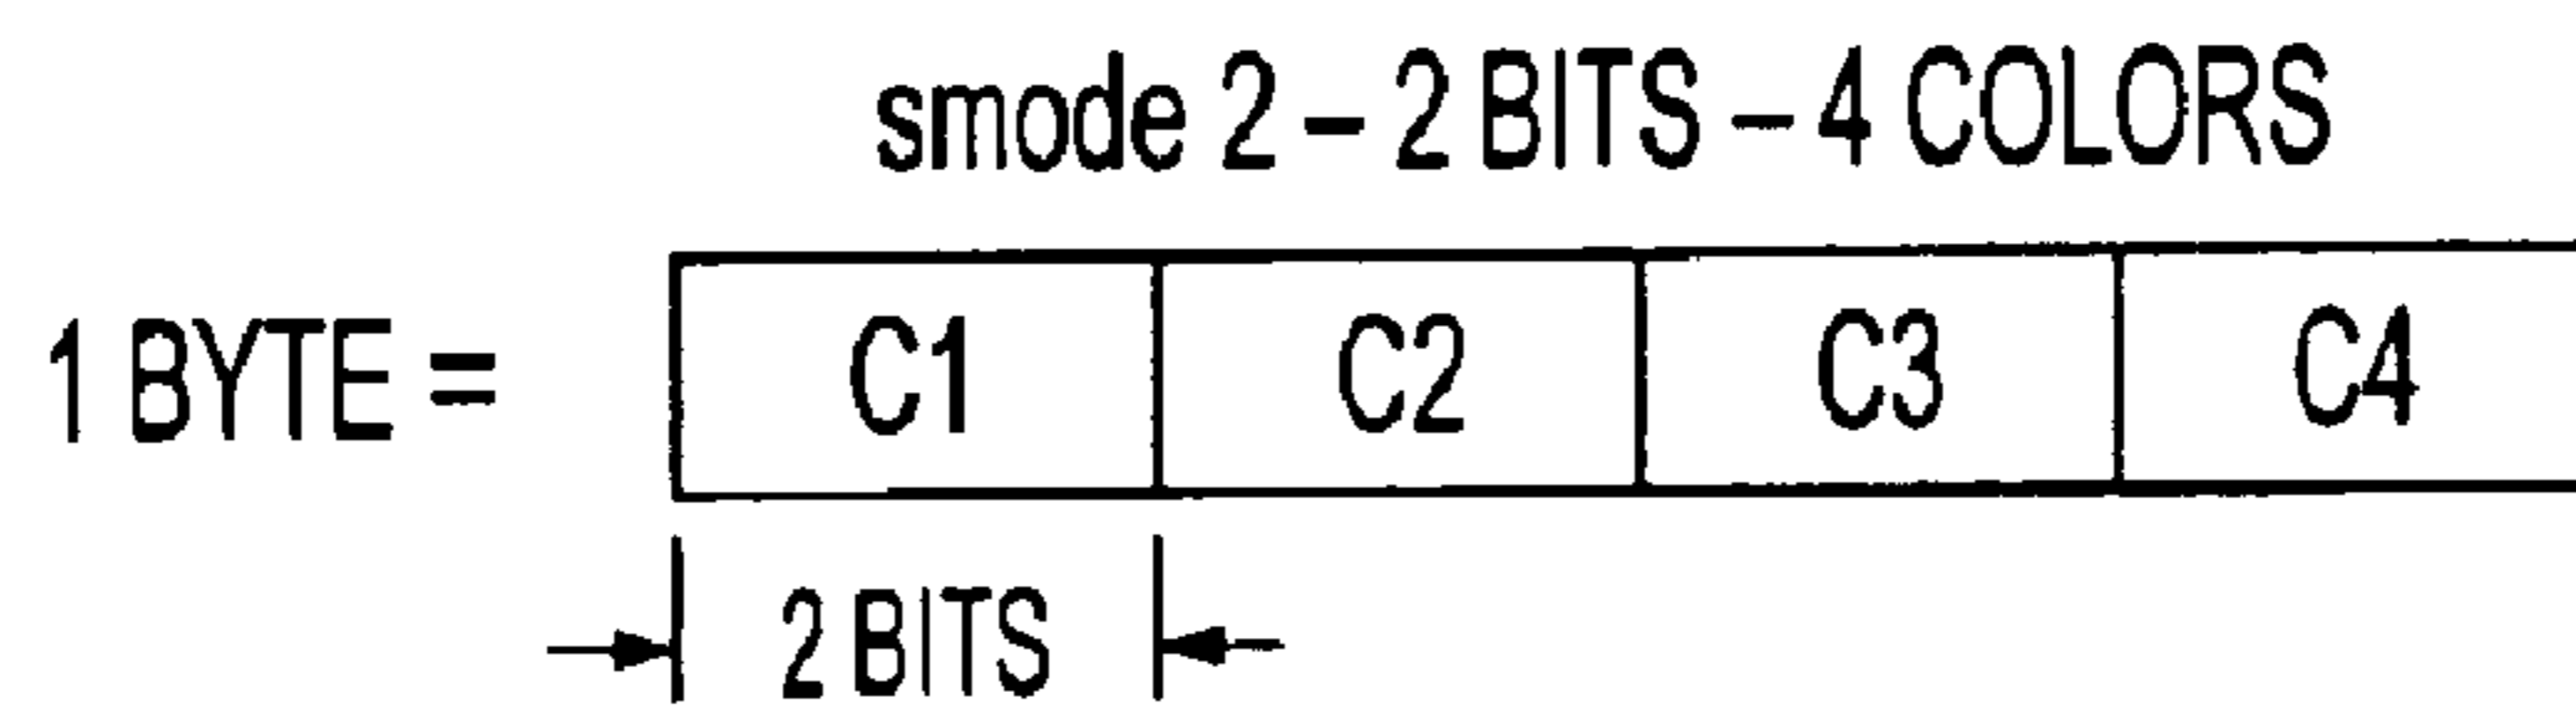 smode 2 – 2 BITS – 4 COLORS
1 BYTE = C1 C2 C3 C4
2 BITS